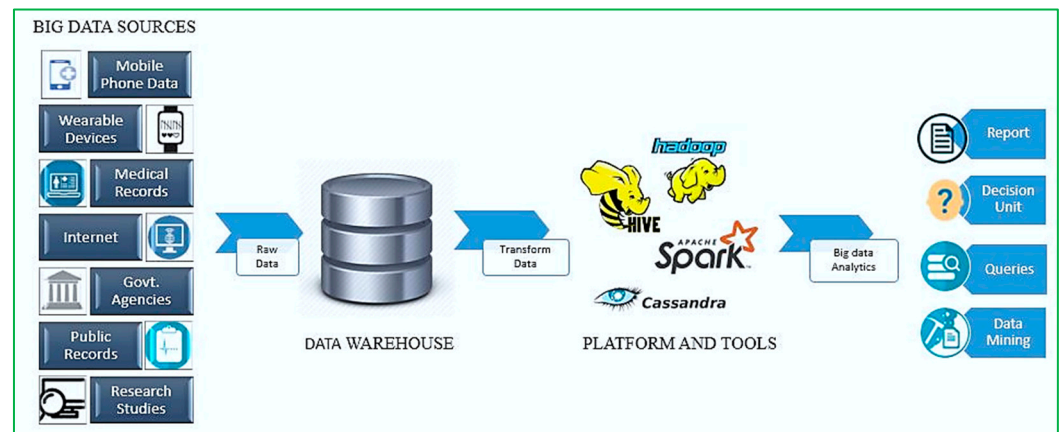 BIG DATA SOURCES
Mobile
Phone Data
Wearable
Devices
Medical
Records
Internet
Govt.
Agencies
Public
Records
Research
Studies
Raw
Data
DATA WAREHOUSE
Transform
Data
hadoop
HIVE
APACHE
Spark
TM
Cassandra
PLATFORM AND TOOLS
Big data
Analytics
Report
?
Decision
Unit
Queries
Data
Mining